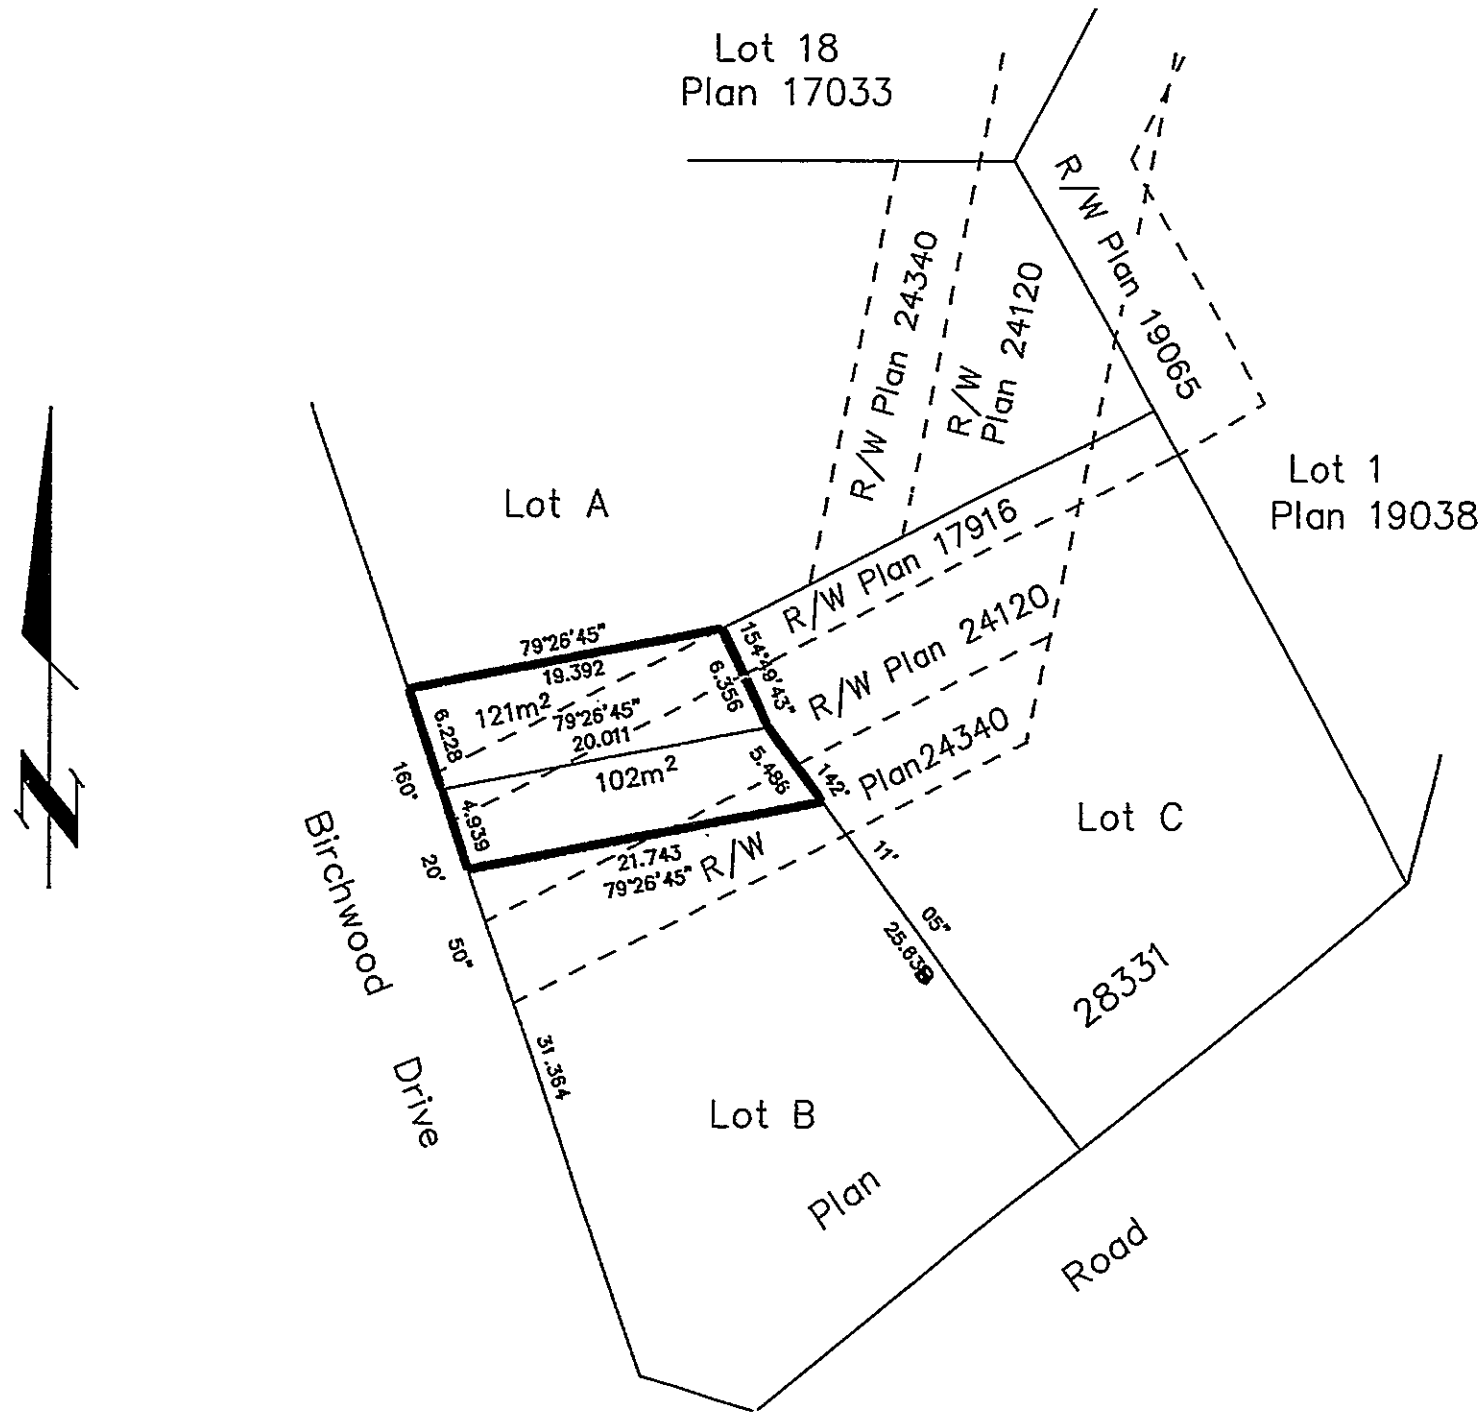 Lot 18
Plan 17033
R/W Plan 19065
R/W Plan 24340
R/W
Plan 24120
Lot 1
Plan 19038
Lot A
R/W Plan 17916
R/W Plan 24120
79°26'45"
19.392
154°49'43"
6.356
121m²
6.228
79°26'45"
20.011
102m²
5.486
142°
160°
4.939
20'
50"
21.743
79°26'45"
R/W
Plan24340
11'
05"
Lot C
28331
Birchwood
Drive
31.364
Lot B
Plan
Road
N